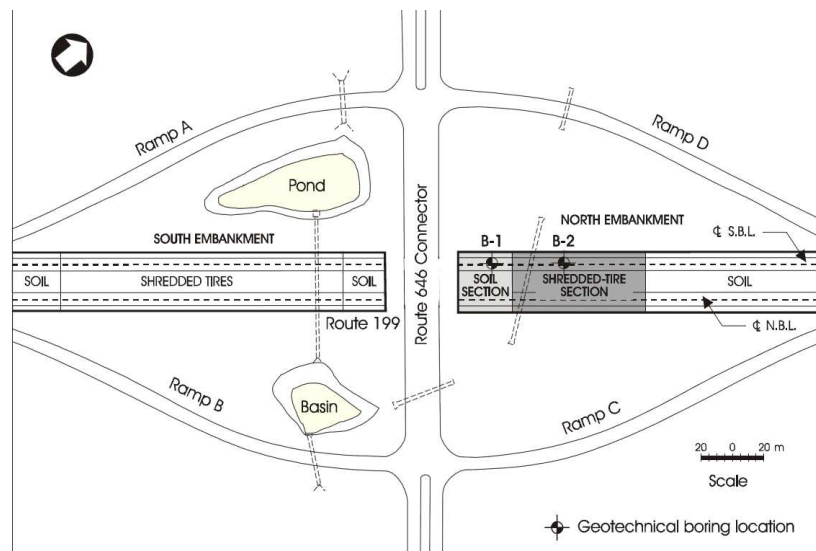 Ramp A
Ramp D
Pond
Route 646 Connector
SOUTH EMBANKMENT
NORTH EMBANKMENT
B-1
B-2
℄ S.B.L.
SOIL
SHREDDED TIRES
SOIL
SOIL
SECTION
SHREDDED-TIRE
SECTION
SOIL
Route 199
℄ N.B.L.
Ramp B
Basin
Ramp C
20 0 20 m
Scale
Geotechnical boring location